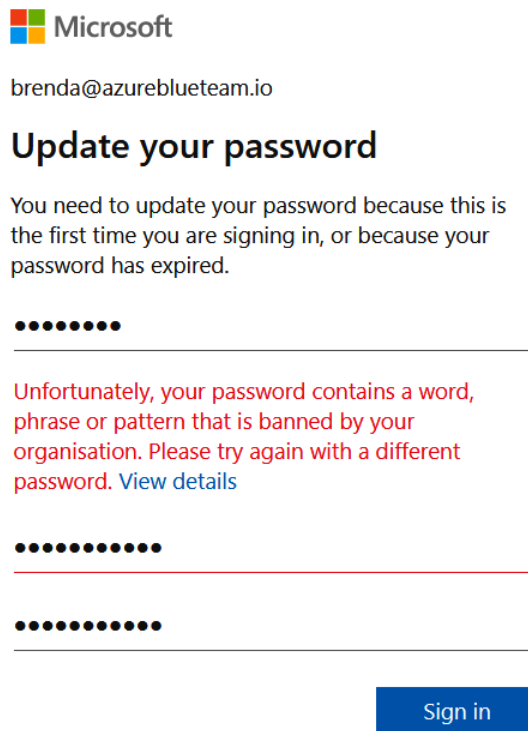 Microsoft
brenda@azureblueteam.io
Update your password
You need to update your password because this is
the first time you are signing in, or because your
password has expired.
••••••••
Unfortunately, your password contains a word,
phrase or pattern that is banned by your
organisation. Please try again with a different
password. View details
•••••••••••
•••••••••••
Sign in